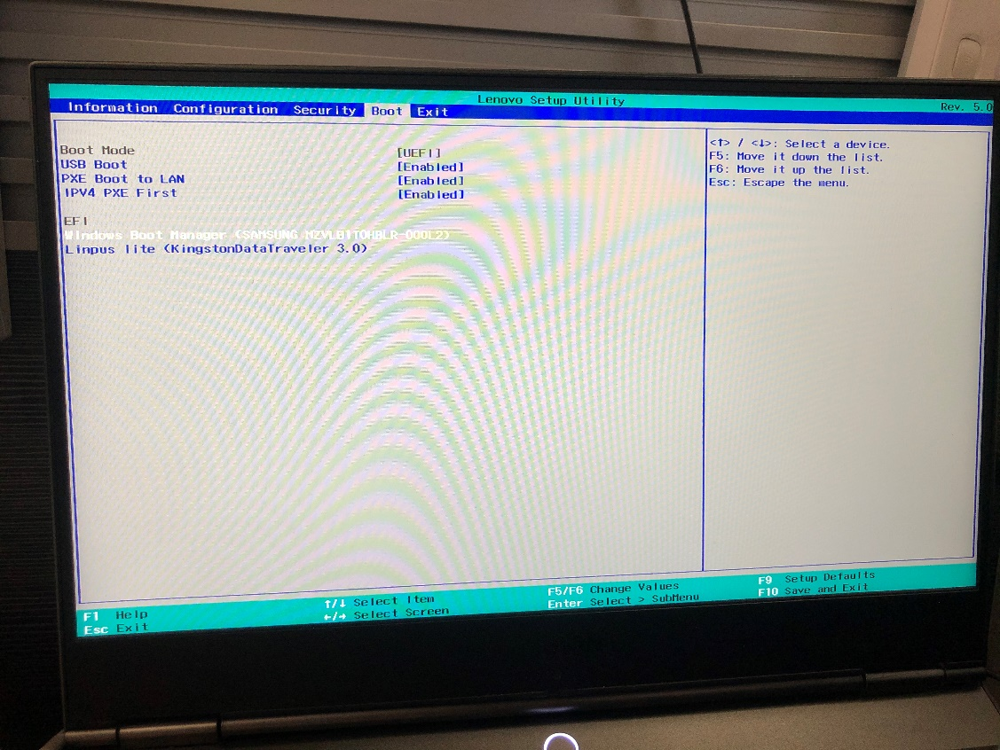 Lenovo Setup Utility
Rev. 5.0
Information Configuration Security Boot Exit
Boot Mode [UEFI]
USB Boot [Enabled]
PXE Boot to LAN [Enabled]
IPV4 PXE First [Enabled]
EFI
Windows Boot Manager (SAMSUNG MZVLB1T0HBLR-000L2)
Linpus lite (KingstonDataTraveler 3.0)
<↑> / <↓>: Select a device.
F5: Move it down the list.
F6: Move it up the list.
Esc: Escape the menu.
F1 Help ↑/↓ Select Item F5/F6 Change Values F9 Setup Defaults
Esc Exit ←/→ Select Screen Enter Select > SubMenu F10 Save and Exit